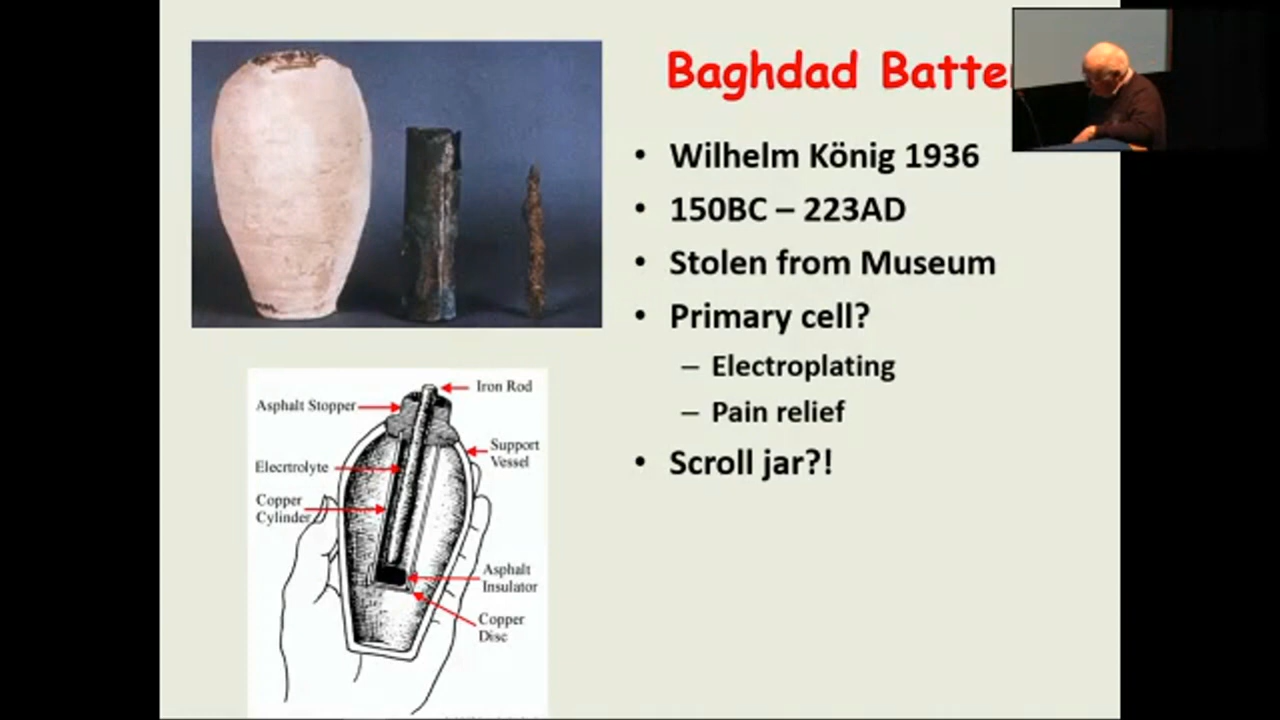 Baghdad Batte
• Wilhelm König 1936
• 150BC – 223AD
• Stolen from Museum
• Primary cell?
– Electroplating
– Pain relief
• Scroll jar?!
Iron Rod
Asphalt Stopper
Support
Vessel
Elecrtrolyte
Copper
Cylinder
Asphalt
Insulator
Copper
Disc